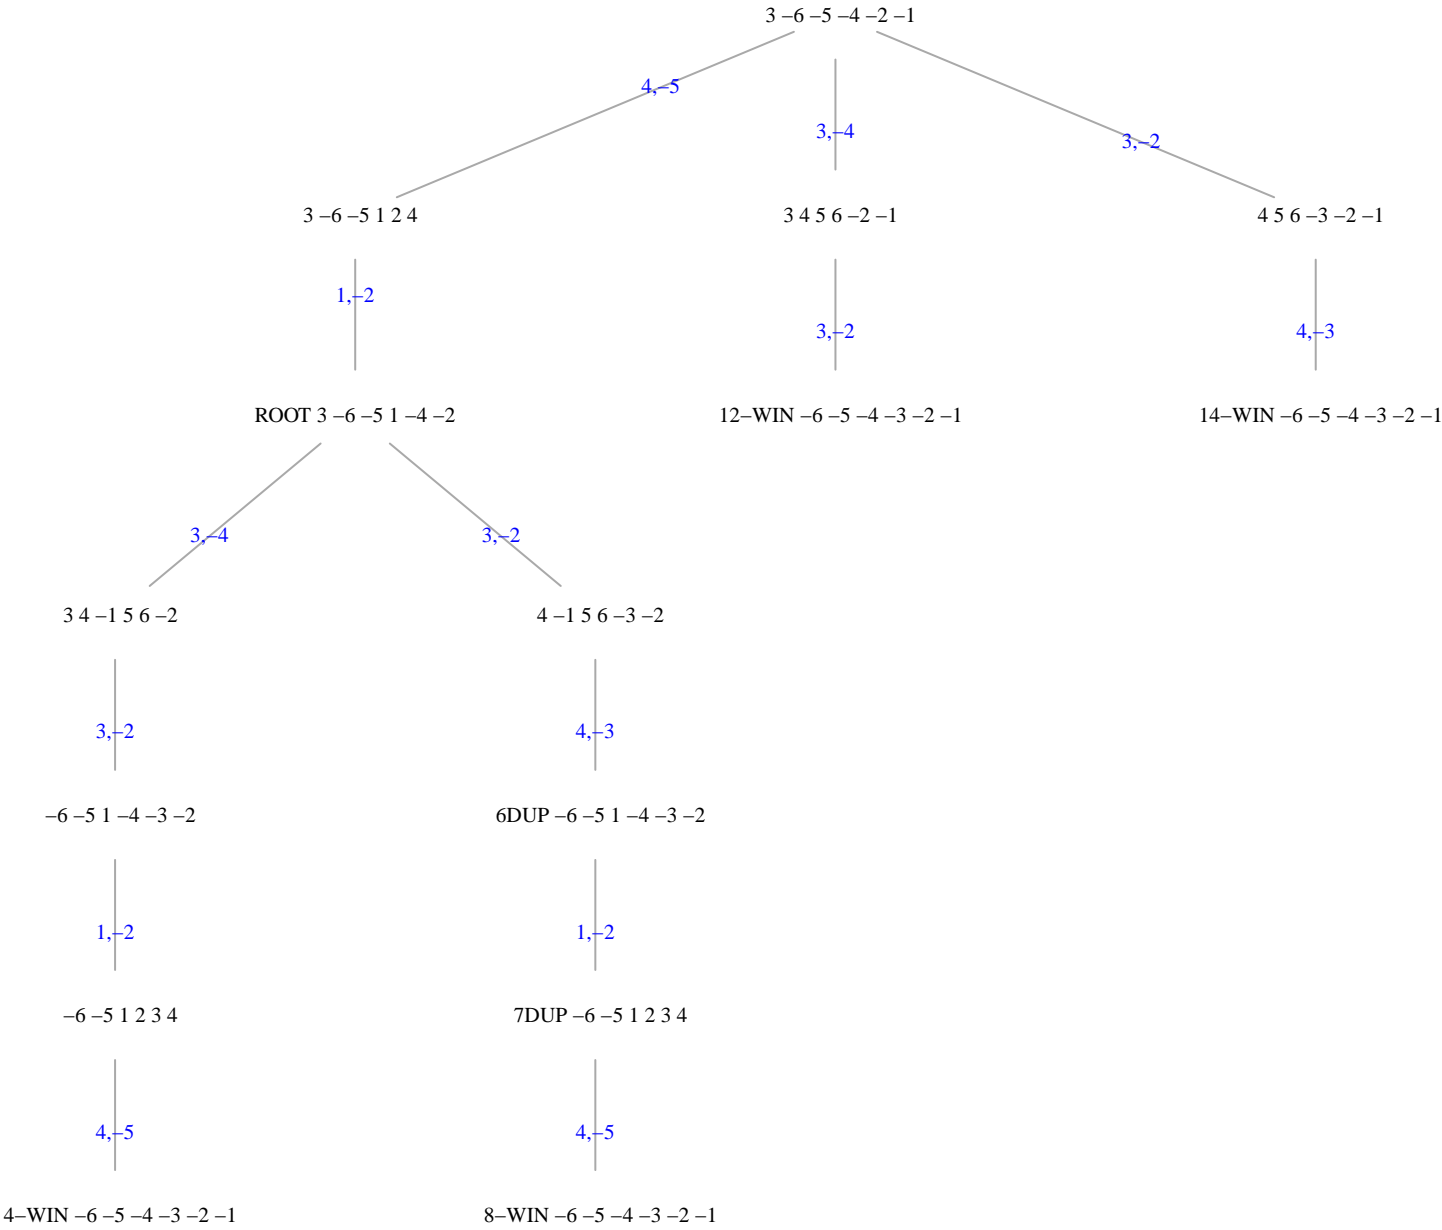 3 –6 –5 –4 –2 –1
4,–5
3,–4
3,–2
3 –6 –5 1 2 4
3 4 5 6 –2 –1
4 5 6 –3 –2 –1
1,–2
3,–2
4,–3
ROOT 3 –6 –5 1 –4 –2
12–WIN –6 –5 –4 –3 –2 –1
14–WIN –6 –5 –4 –3 –2 –1
3,–4
3,–2
3 4 –1 5 6 –2
4 –1 5 6 –3 –2
3,–2
4,–3
–6 –5 1 –4 –3 –2
6DUP –6 –5 1 –4 –3 –2
1,–2
1,–2
–6 –5 1 2 3 4
7DUP –6 –5 1 2 3 4
4,–5
4,–5
4–WIN –6 –5 –4 –3 –2 –1
8–WIN –6 –5 –4 –3 –2 –1